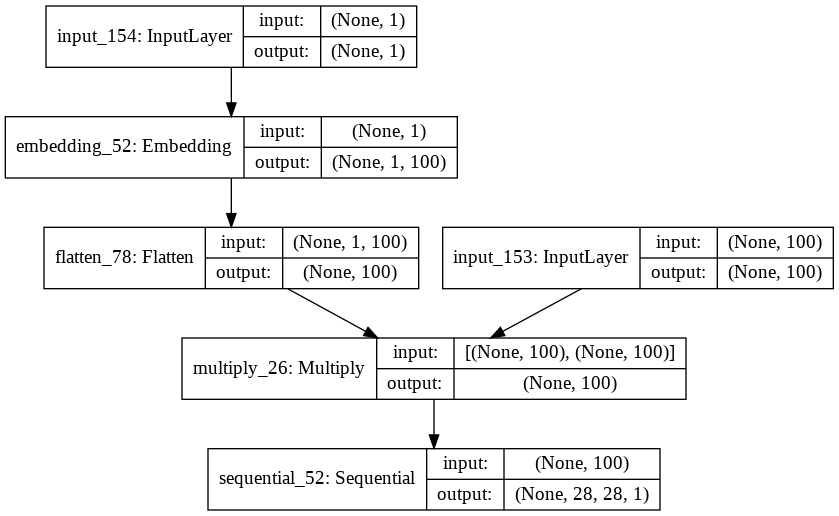 input_154: InputLayer
input: (None, 1)
output: (None, 1)
embedding_52: Embedding
input: (None, 1)
output: (None, 1, 100)
flatten_78: Flatten
input: (None, 1, 100)
output: (None, 100)
input_153: InputLayer
input: (None, 100)
output: (None, 100)
multiply_26: Multiply
input: [(None, 100), (None, 100)]
output: (None, 100)
sequential_52: Sequential
input: (None, 100)
output: (None, 28, 28, 1)